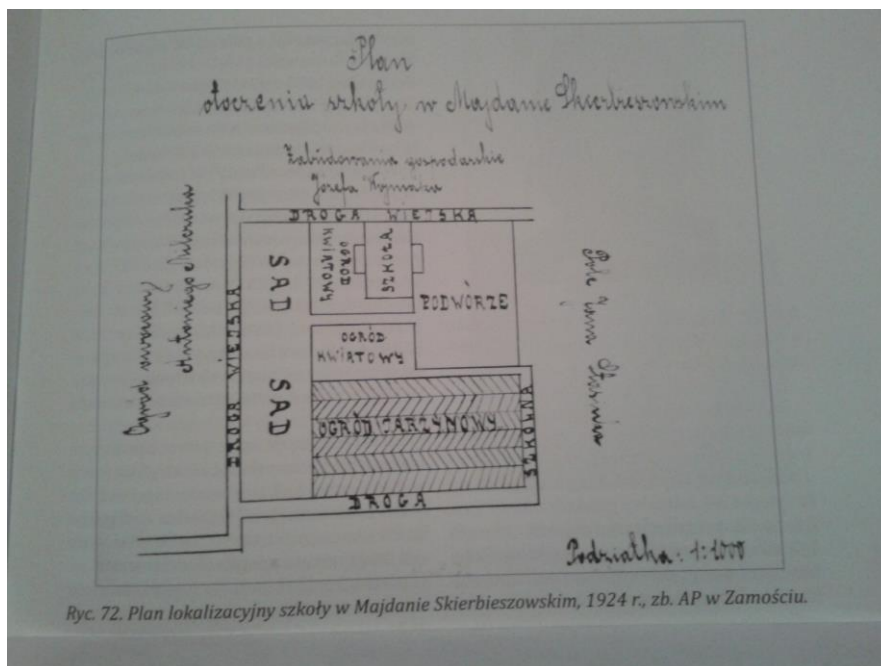 Plan
otoczenia szkoły w Majdanie Skierbieszowskim
Zabudowania gospodarskie
Józefa
DROGA WIEJSKA
Ogród owocowy
Antoniego
DROGA WIEJSKA
SAD
SAD
OGRÓD
KWIATOWY
SZKOŁA
PODWÓRZE
OGRÓD
KWIATOWY
OGRÓD WARZYWNY
SZKOLNA
DROGA
Pole Jana
Podziałka: 1:1000
Ryc. 72. Plan lokalizacyjny szkoły w Majdanie Skierbieszowskim, 1924 r., zb. AP w Zamościu.